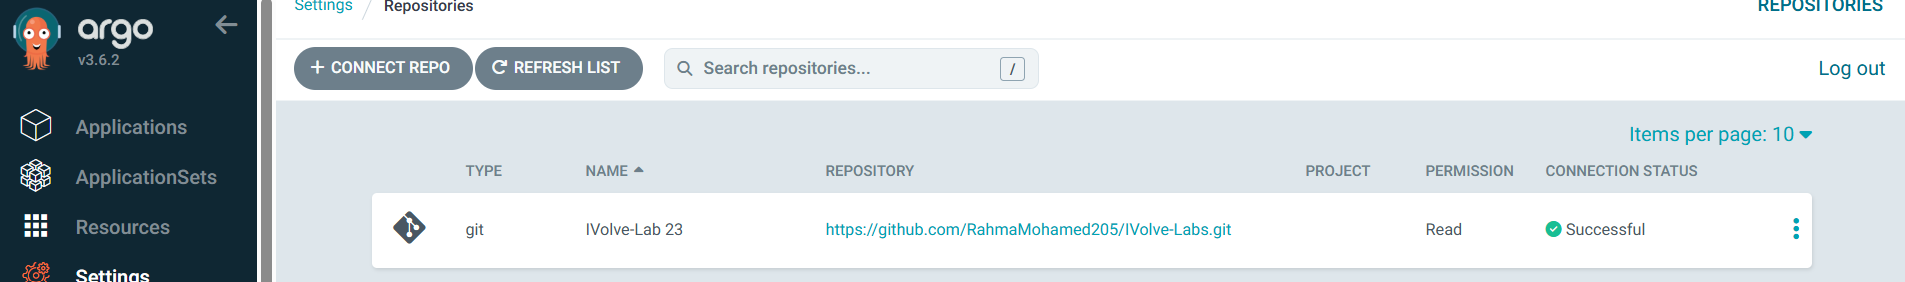 argo
v3.6.2
Applications
ApplicationSets
Resources
Settings
Settings / Repositories
REPOSITORIES
+ CONNECT REPO
REFRESH LIST
Search repositories...
/
Log out
Items per page: 10
TYPE NAME REPOSITORY PROJECT PERMISSION CONNECTION STATUS
git IVolve-Lab 23 https://github.com/RahmaMohamed205/IVolve-Labs.git Read Successful